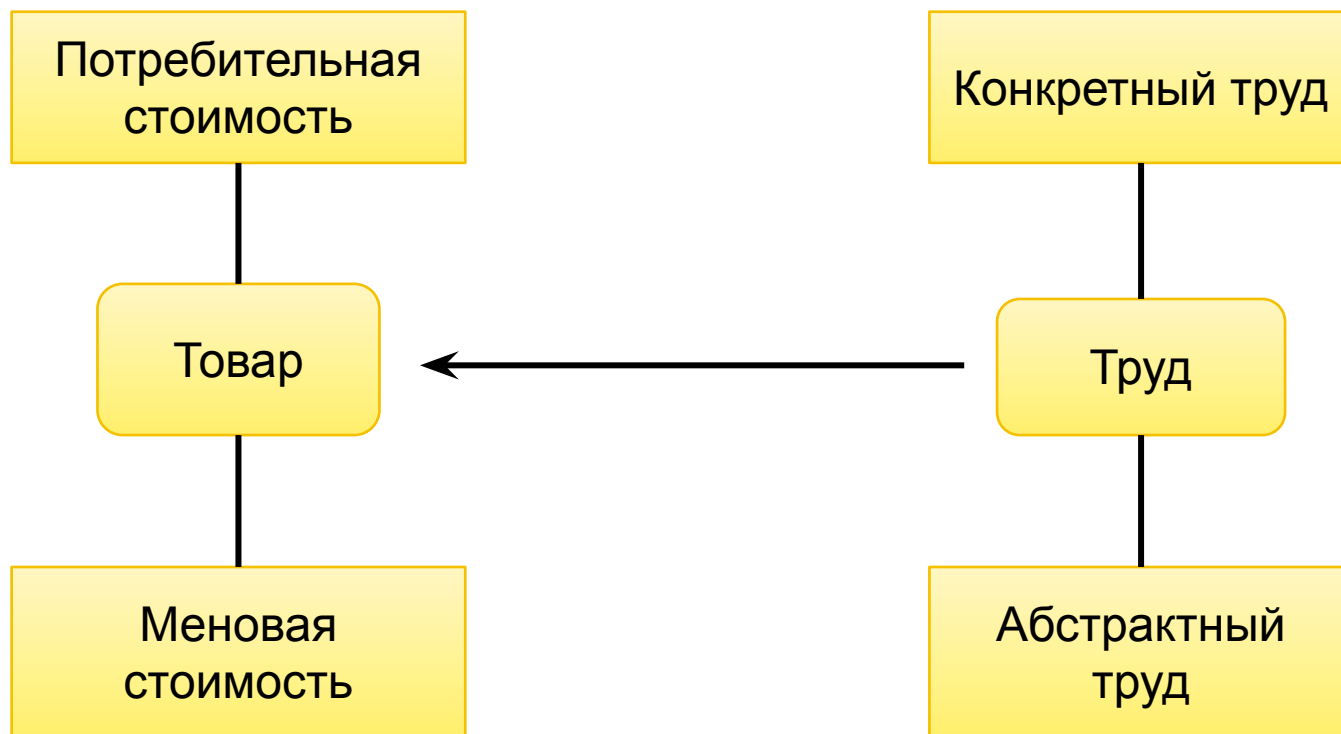 Потребительная
стоимость
Конкретный труд
Товар
Труд
Меновая
стоимость
Абстрактный
труд